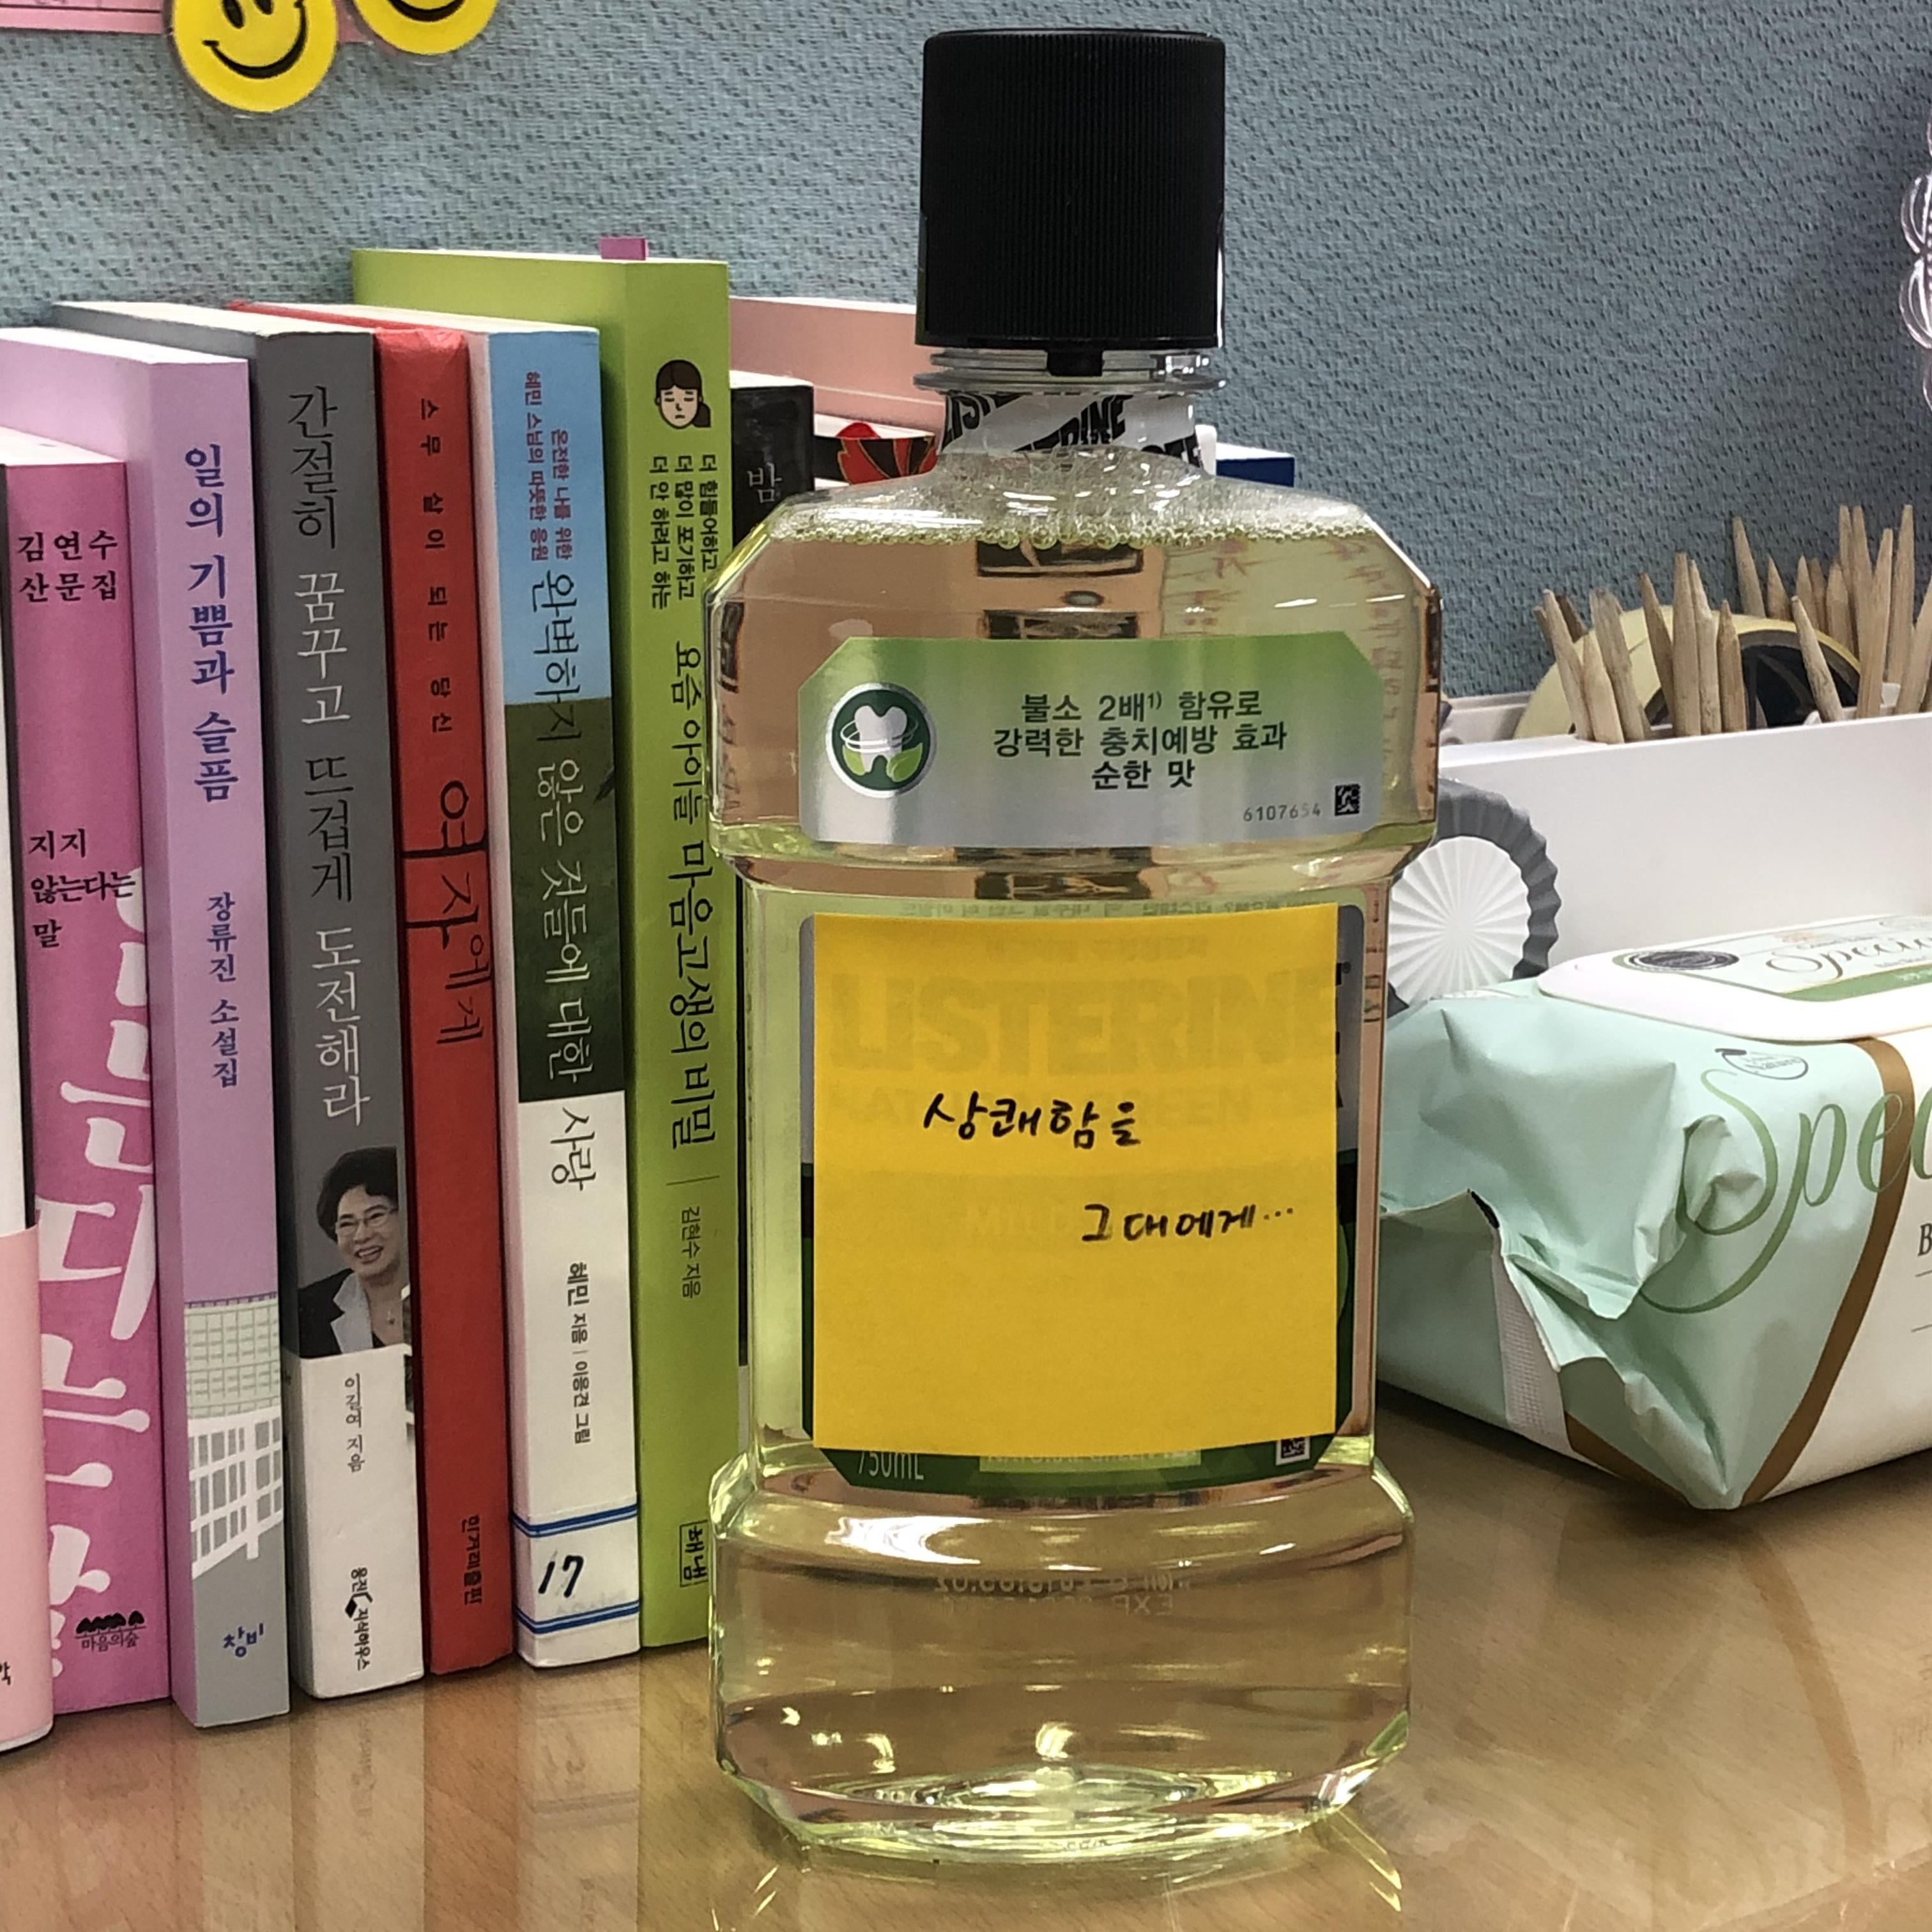 김연수
산문집
지지
않는다는
말
마음의숲
일의 기쁨과 슬픔
장류진 소설집
창비
간절히 꿈꾸고 뜨겁게 도전해라
이길여 지음
웅진 지식하우스
스무 살이 되는 당신
여자에게
온전한 나를 위한
혜민 스님의 따뜻한 응원
완벽하지 않은 것들에 대한 사랑
혜민 지음 | 이응견 그림
17
더 힘들어하고
더 많이 포기하고
더 안 하려고 하는
요즘 아이들 마음고생의 비밀
김현수 지음
해냄
밤
불소 2배1) 함유로
강력한 충치예방 효과
순한 맛
6107654
LISTERINE
상쾌함을
그대에게...
750mL